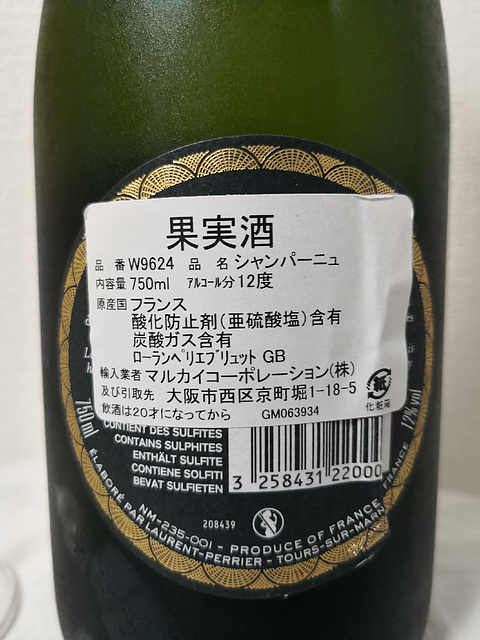 果実酒
品 番 W9624 品 名 シャンパーニュ
内容量 750ml アルコール分 12度
原産国 フランス
酸化防止剤(亜硫酸塩)含有
炭酸ガス含有
ローランペリエブリュット GB
輸入業者 マルカイコーポレーション(株)
及び引取先 大阪市西区京町堀1-18-5
飲酒は20才になってから GM063934
紙
化粧箱
750ml
12% vol
CONTIENT DES SULFITES
CONTAINS SULPHITES
ENTHÄLT SULFITE
CONTIENE SOLFITI
BEVAT SULFIETEN
3 258431 22000
208439
NM-235-001 - PRODUCE OF FRANCE
ÉLABORÉ PAR LAURENT-PERRIER - TOURS-SUR-MARN
FRANCE